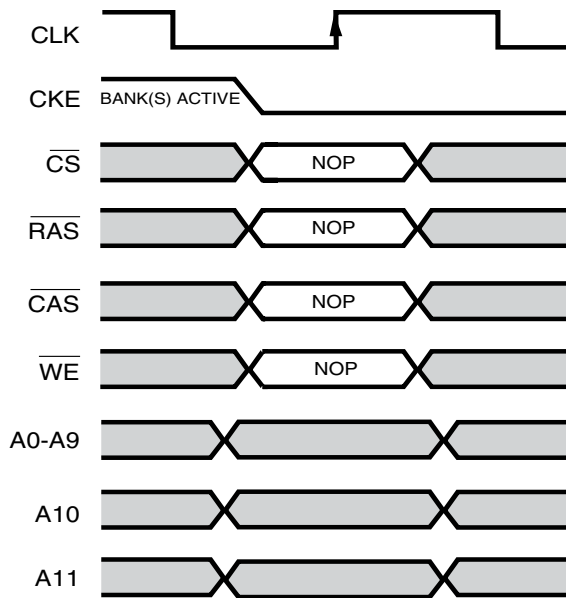 CLK
CKE BANK(S) ACTIVE
CS NOP
RAS NOP
CAS NOP
WE NOP
A0-A9
A10
A11